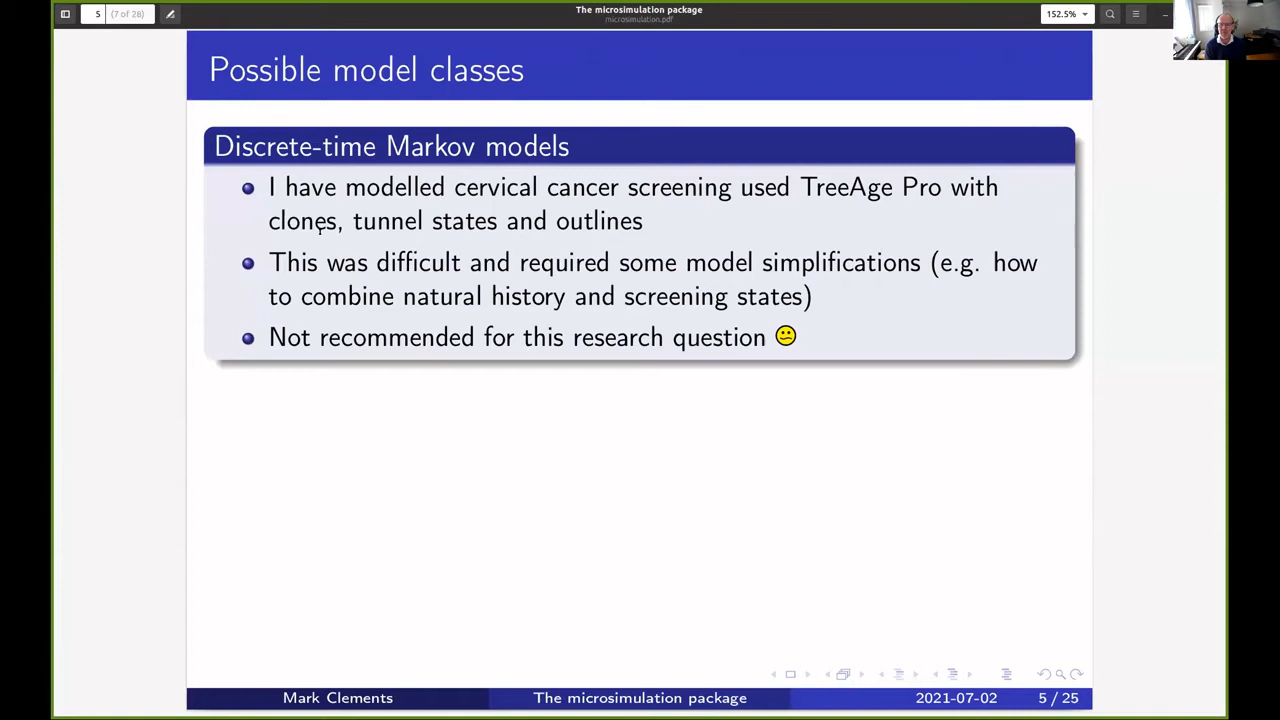 5 (7 of 28)
The microsimulation package
microsimulation.pdf
152.5%
Possible model classes
Discrete-time Markov models
I have modelled cervical cancer screening used TreeAge Pro with
clones, tunnel states and outlines
This was difficult and required some model simplifications (e.g. how
to combine natural history and screening states)
Not recommended for this research question
Mark Clements The microsimulation package 2021-07-02 5 / 25